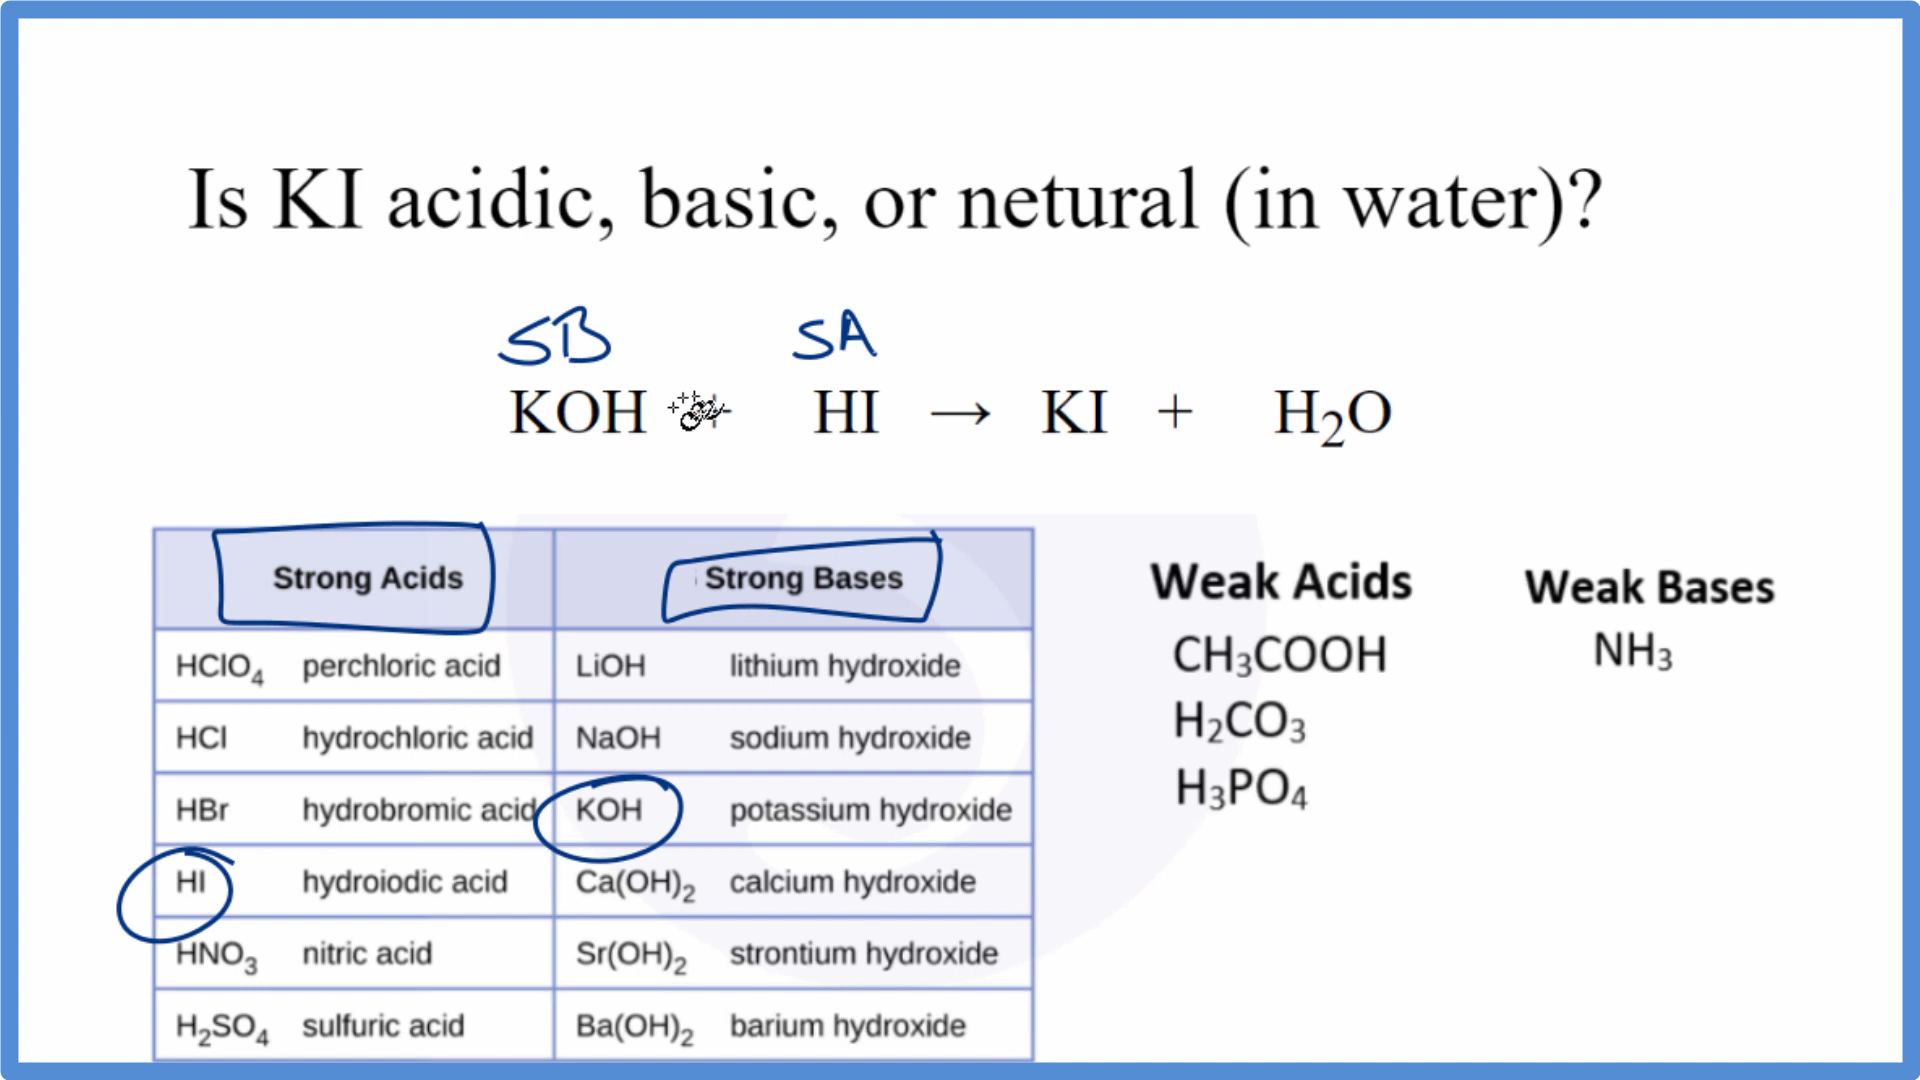 Is KI acidic, basic, or netural (in water)?
SB SA
KOH + HI → KI + H₂O
Strong Acids Strong Bases
HClO₄ perchloric acid LiOH lithium hydroxide
HCl hydrochloric acid NaOH sodium hydroxide
HBr hydrobromic acid KOH potassium hydroxide
HI hydroiodic acid Ca(OH)₂ calcium hydroxide
HNO₃ nitric acid Sr(OH)₂ strontium hydroxide
H₂SO₄ sulfuric acid Ba(OH)₂ barium hydroxide
Weak Acids
CH₃COOH
H₂CO₃
H₃PO₄
Weak Bases
NH₃